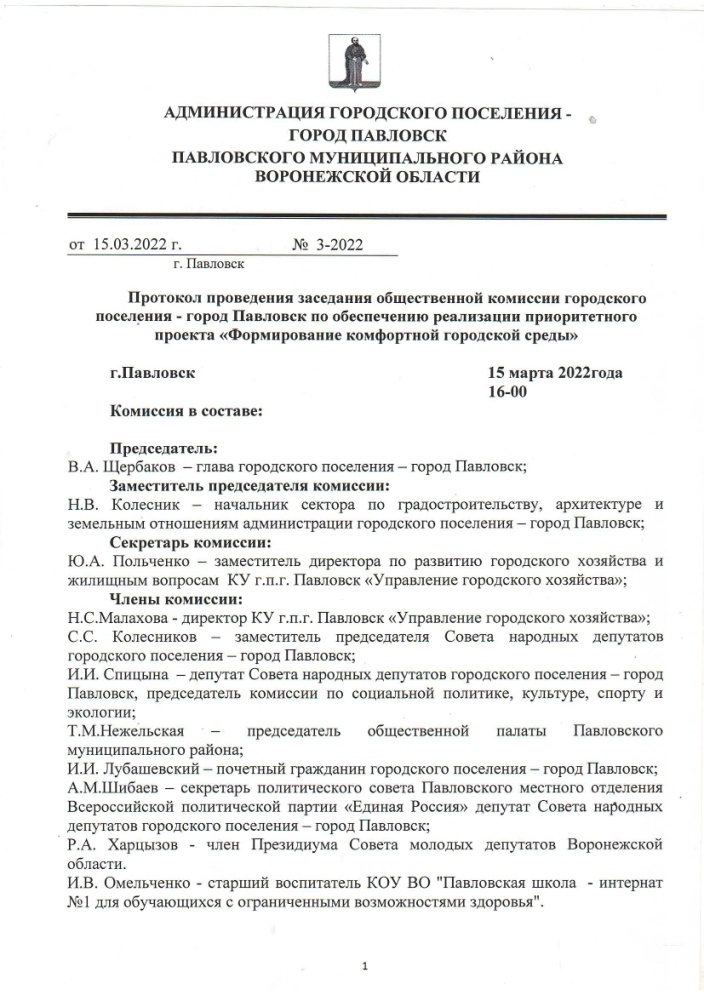 АДМИНИСТРАЦИЯ ГОРОДСКОГО ПОСЕЛЕНИЯ -
ГОРОД ПАВЛОВСК
ПАВЛОВСКОГО МУНИЦИПАЛЬНОГО РАЙОНА
ВОРОНЕЖСКОЙ ОБЛАСТИ
от 15.03.2022 г. № 3-2022
г. Павловск
Протокол проведения заседания общественной комиссии городского
поселения - город Павловск по обеспечению реализации приоритетного
проекта «Формирование комфортной городской среды»
г.Павловск 15 марта 2022года
16-00
Комиссия в составе:
Председатель:
В.А. Щербаков – глава городского поселения – город Павловск;
Заместитель председателя комиссии:
Н.В. Колесник – начальник сектора по градостроительству, архитектуре и
земельным отношениям администрации городского поселения – город Павловск;
Секретарь комиссии:
Ю.А. Польченко – заместитель директора по развитию городского хозяйства и
жилищным вопросам КУ г.п.г. Павловск «Управление городского хозяйства»;
Члены комиссии:
Н.С.Малахова - директор КУ г.п.г. Павловск «Управление городского хозяйства»;
С.С. Колесников – заместитель председателя Совета народных депутатов
городского поселения – город Павловск;
И.И. Спицына – депутат Совета народных депутатов городского поселения – город
Павловск, председатель комиссии по социальной политике, культуре, спорту и
экологии;
Т.М.Нежельская – председатель общественной палаты Павловского
муниципального района;
И.И. Лубашевский – почетный гражданин городского поселения – город Павловск;
А.М.Шибаев – секретарь политического совета Павловского местного отделения
Всероссийской политической партии «Единая Россия» депутат Совета народных
депутатов городского поселения – город Павловск;
Р.А. Харцызов - член Президиума Совета молодых депутатов Воронежской
области.
И.В. Омельченко - старший воспитатель КОУ ВО "Павловская школа - интернат
№1 для обучающихся с ограниченными возможностями здоровья".
1